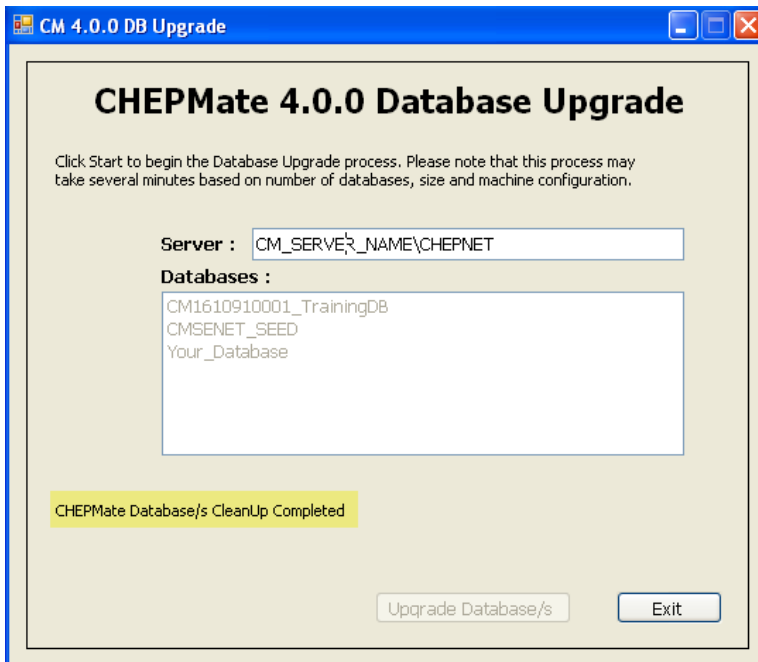 CM 4.0.0 DB Upgrade
CHEPMate 4.0.0 Database Upgrade
Click Start to begin the Database Upgrade process. Please note that this process may
take several minutes based on number of databases, size and machine configuration.
Server : CM_SERVER_NAME\CHEPNET
Databases :
CM1610910001_TrainingDB
CMSENET_SEED
Your_Database
CHEPMate Database/s CleanUp Completed
Upgrade Database/s Exit